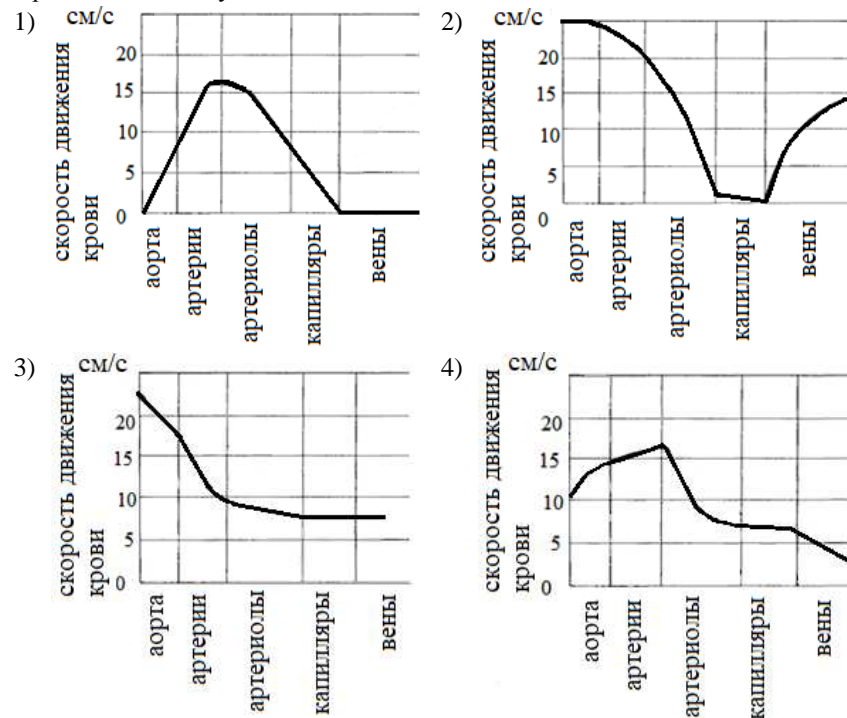 1)
см/с
скорость движения
крови
20
15
10
5
0
аорта
артерии
артериолы
капилляры
вены
2)
см/с
скорость движения
крови
20
15
10
5
0
аорта
артерии
артериолы
капилляры
вены
3)
см/с
скорость движения
крови
20
15
10
5
0
аорта
артерии
артериолы
капилляры
вены
4)
см/с
скорость движения
крови
20
15
10
5
0
аорта
артерии
артериолы
капилляры
вены